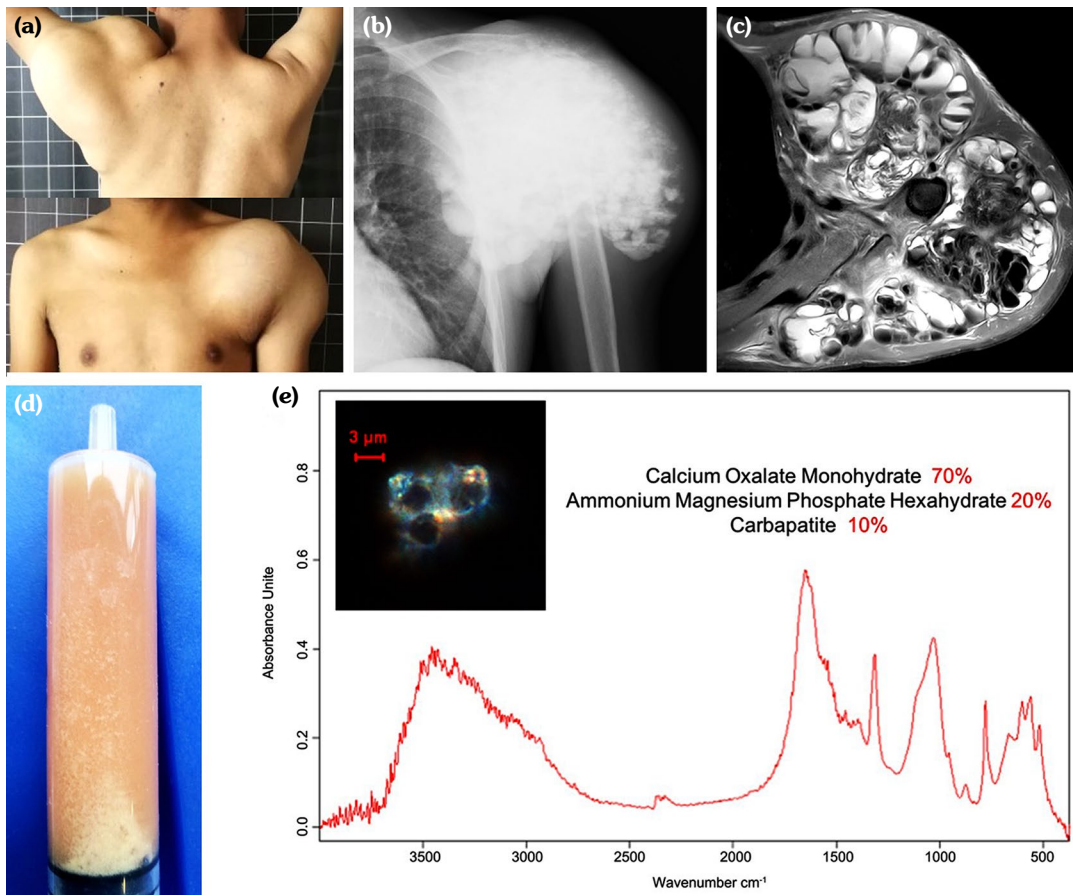 (a)
(b)
(c)
(d)
(e)
3 µm
Calcium Oxalate Monohydrate 70%
Ammonium Magnesium Phosphate Hexahydrate 20%
Carbapatite 10%
Absorbance Unite
0.8
0.6
0.4
0.2
0.0
3500 3000 2500 2000 1500 1000 500
Wavenumber cm-1